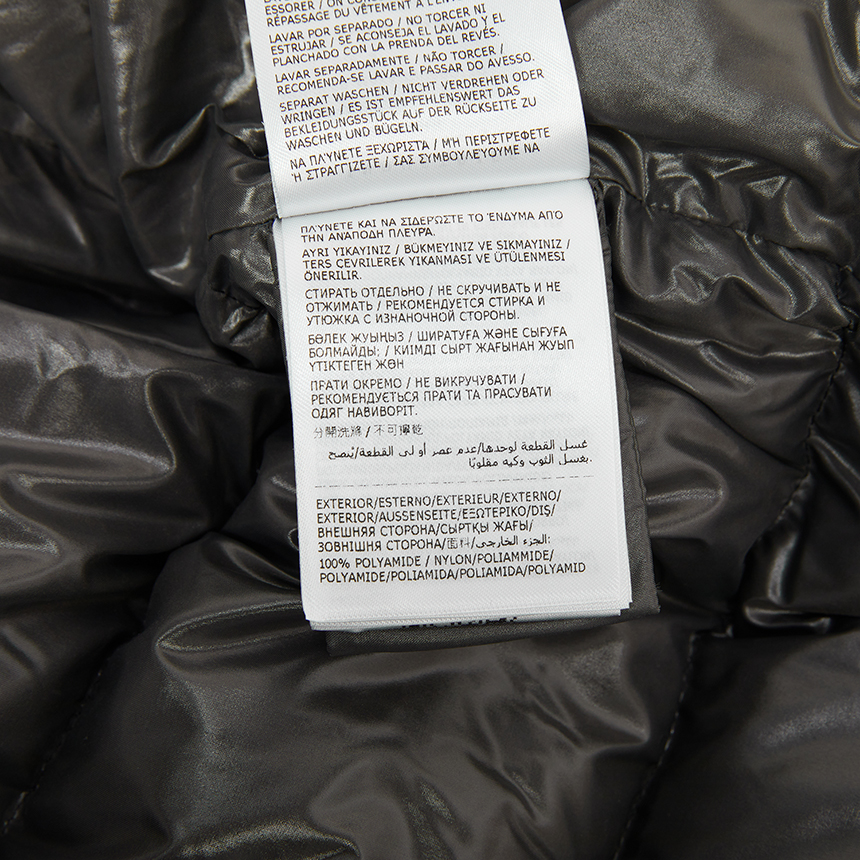 ESSORER / ON CONS
RÉPASSAGE DU VÊTEMENT À L'EN
LAVAR POR SEPARADO / NO TORCER NI
ESTRUJAR / SE ACONSEJA EL LAVADO Y EL
PLANCHADO CON LA PRENDA DEL REVÉS.
LAVAR SEPARADAMENTE / NÃO TORCER /
RECOMENDA-SE LAVAR E PASSAR DO AVESSO.
SEPARAT WASCHEN / NICHT VERDREHEN ODER
WRINGEN / ES IST EMPFEHLENSWERT DAS
BEKLEIDUNGSSTÜCK AUF DER RÜCKSEITE ZU
WASCHEN UND BÜGELN.
ΝΑ ΠΛΥΝΕΤΕ ΞΕΧΩΡΙΣΤΑ / ΜΉ ΠΕΡΙΣΤΡΕΦΕΤΕ
Ή ΣΤΡΑΓΓΙΖΕΤΕ / ΣΑΣ ΣΥΜΒΟΥΛΕΥΟΥΜΕ ΝΑ
ΠΛΥΝΕΤΕ ΚΑΙ ΝΑ ΣΙΔΕΡΩΣΤΕ ΤΟ ΈΝΔΥΜΑ ΑΠΌ
ΤΗΝ ΑΝΑΠΟΔΗ ΠΛΕΥΡΑ.
AYRI YIKAYINIZ / BÜKMEYINIZ VE SIKMAYINIZ /
TERS ÇEVRILEREK YIKANMASI VE ÜTÜLENMESI
ÖNERILIR.
СТИРАТЬ ОТДЕЛЬНО / НЕ СКРУЧИВАТЬ И НЕ
ОТЖИМАТЬ / РЕКОМЕНДУЕТСЯ СТИРКА И
УТЮЖКА С ИЗНАНОЧНОЙ СТОРОНЫ.
БӨЛЕК ЖУЫҢЫЗ / ШИРАТУҒА ЖӘНЕ СЫҒУҒА
БОЛМАЙДЫ; / КИІМДІ СЫРТ ЖАҒЫНАН ЖУЫП
ҮТІКТЕГЕН ЖӨН
ПРАТИ ОКРЕМО / НЕ ВИКРУЧУВАТИ /
РЕКОМЕНДУЄТЬСЯ ПРАТИ ТА ПРАСУВАТИ
ОДЯГ НАВИВОРІТ.
分開洗滌 / 不可擰乾
غسل القطعة لوحدها/عدم عصر أو لي القطعة/يُنصح
بغسل الثوب وكيه مقلوبًا.
EXTERIOR/ESTERNO/EXTERIEUR/EXTERNO/
EXTERIOR/AUSSENSEITE/ΕΞΩΤΕΡΙΚΟ/DIŞ/
ВНЕШНЯЯ СТОРОНА/СЫРТҚЫ ЖАҒЫ/
ЗОВНІШНЯ СТОРОНА/面料/الجزء الخارجي:
100% POLYAMIDE / NYLON/POLIAMMIDE/
POLYAMIDE/POLIAMIDA/POLIAMIDA/POLYAMID